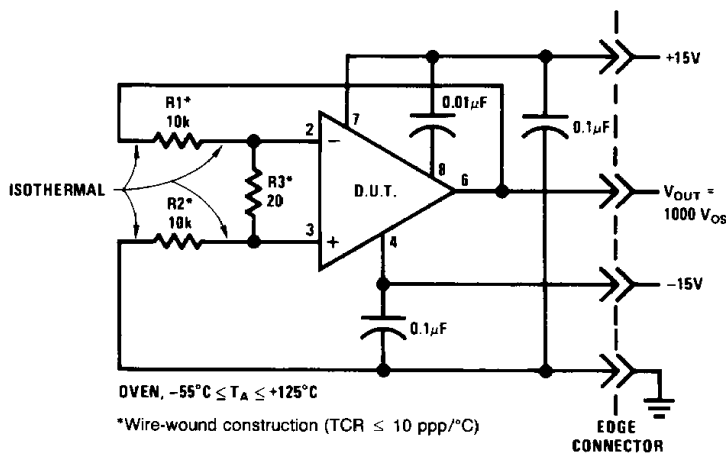 +15V
R1*
10k
0.01µF
0.1µF
2
7
ISOTHERMAL
R3*
20
D.U.T.
8
6
VOUT =
1000 VOS
R2*
10k
3
4
−15V
0.1µF
OVEN, −55°C ≤ TA ≤ +125°C
*Wire-wound construction (TCR ≤ 10 ppp/°C)
EDGE
CONNECTOR